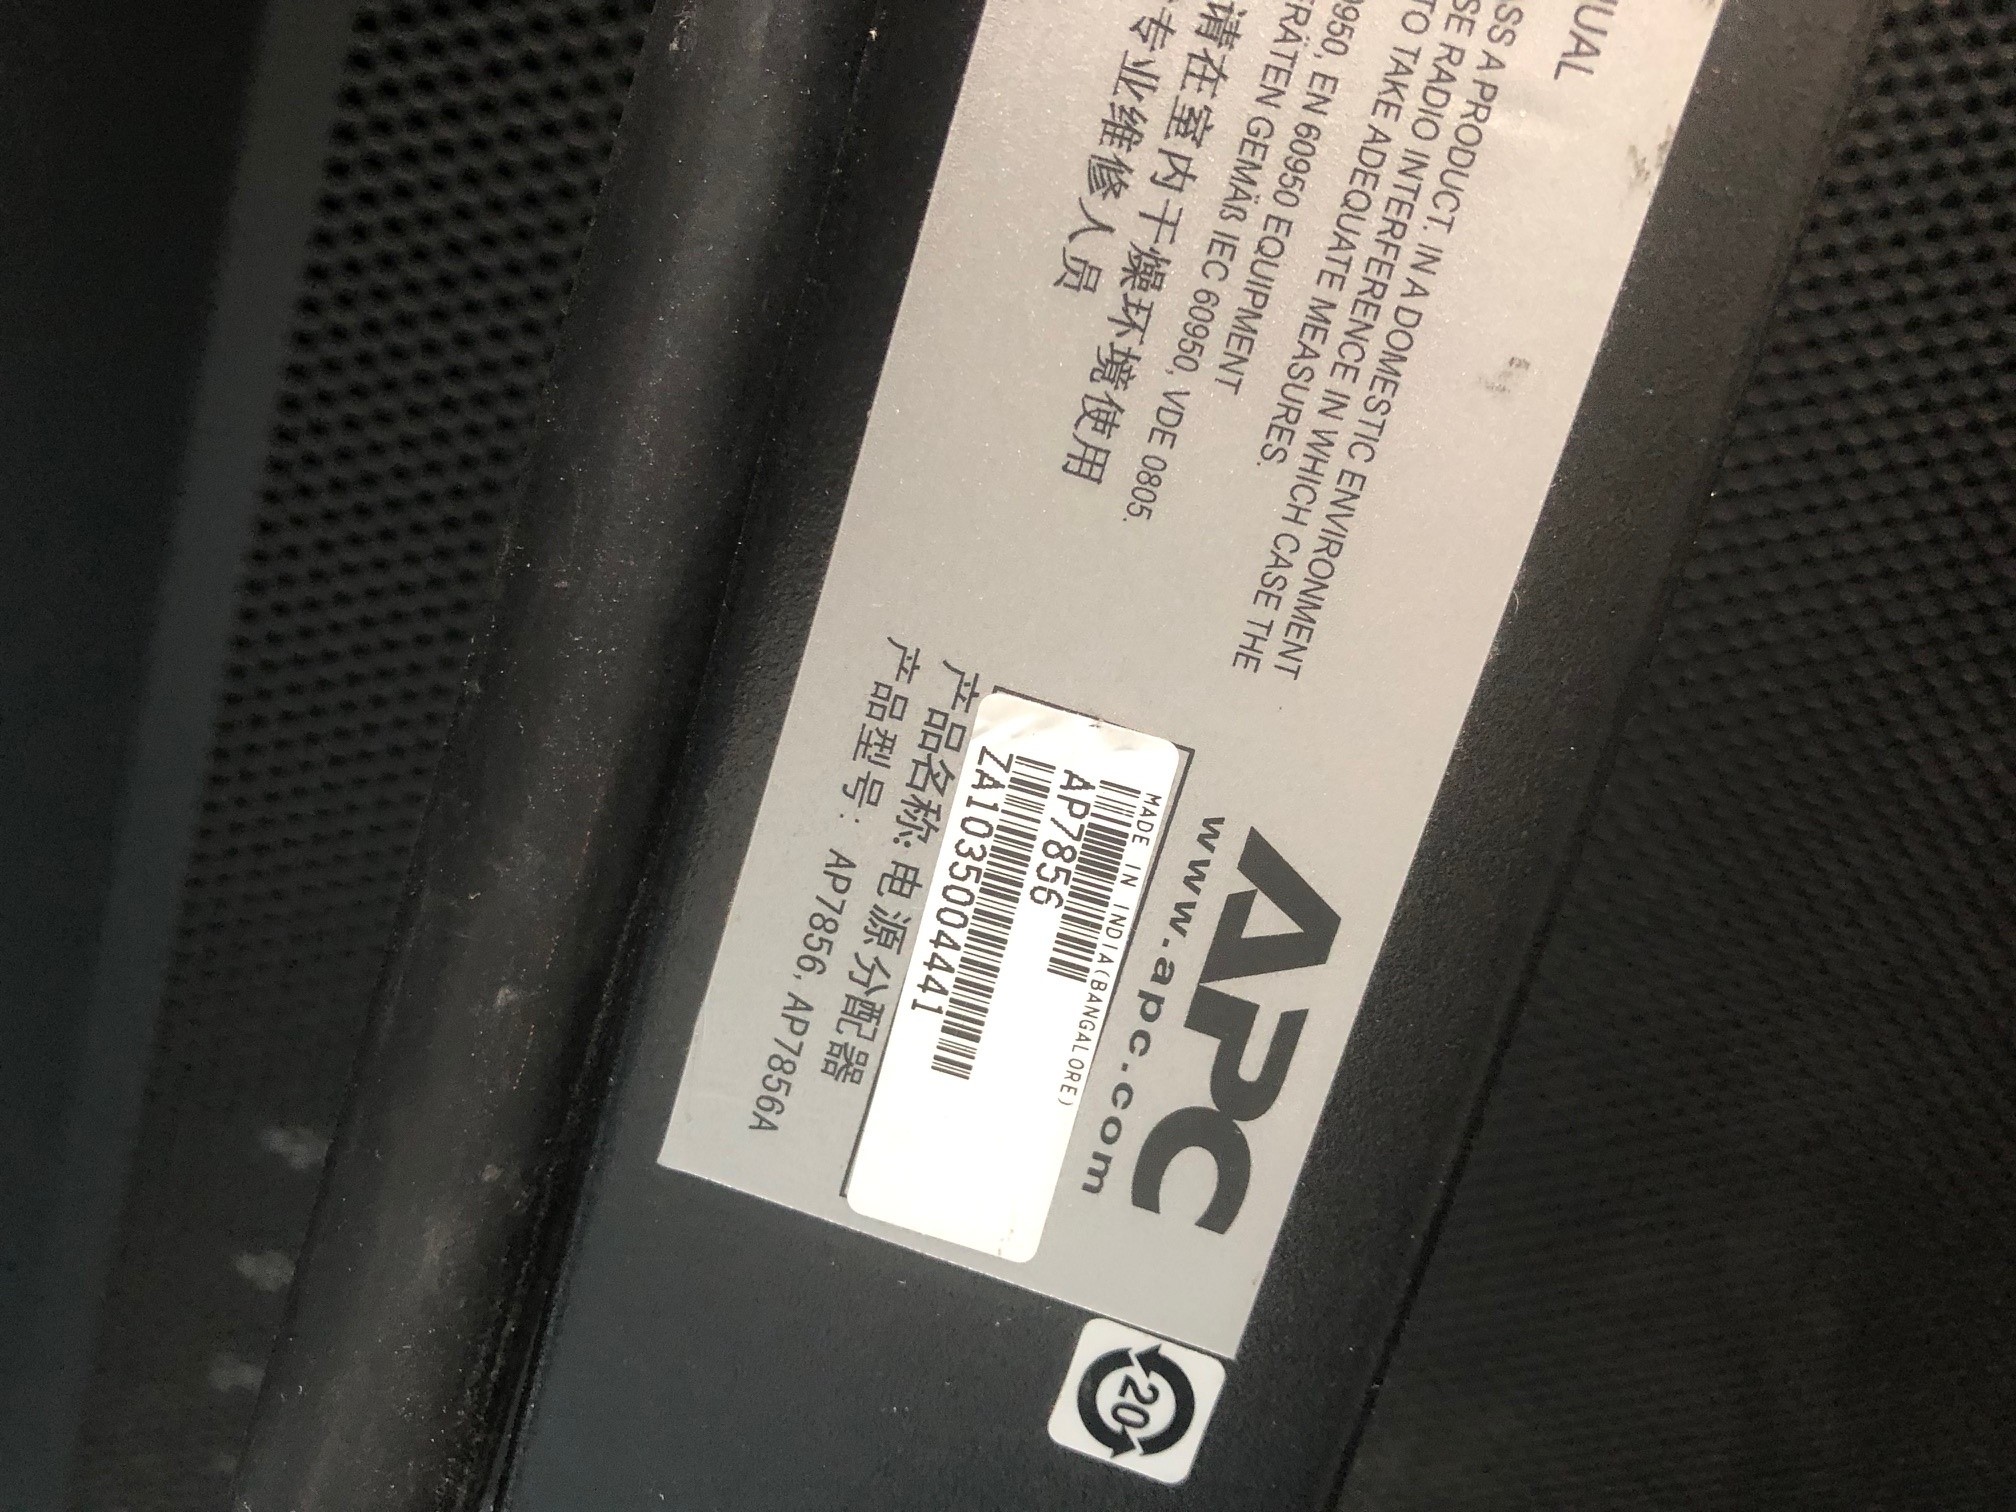 UAL
ASS A PRODUCT. IN A DOMESTIC ENVIRONMENT
SE RADIO INTERFERENCE IN WHICH CASE THE
TO TAKE ADEQUATE MEASURES.
950, EN 60950 EQUIPMENT
ERÄTEN GEMÄß IEC 60950, VDE 0805.
请在室内干燥环境使用
专业维修人员
APC
www.apc.com
MADE IN INDIA(BANGALORE)
AP7856
ZA1035004441
产品名称: 电源分配器
产品型号: AP7856, AP7856A
20